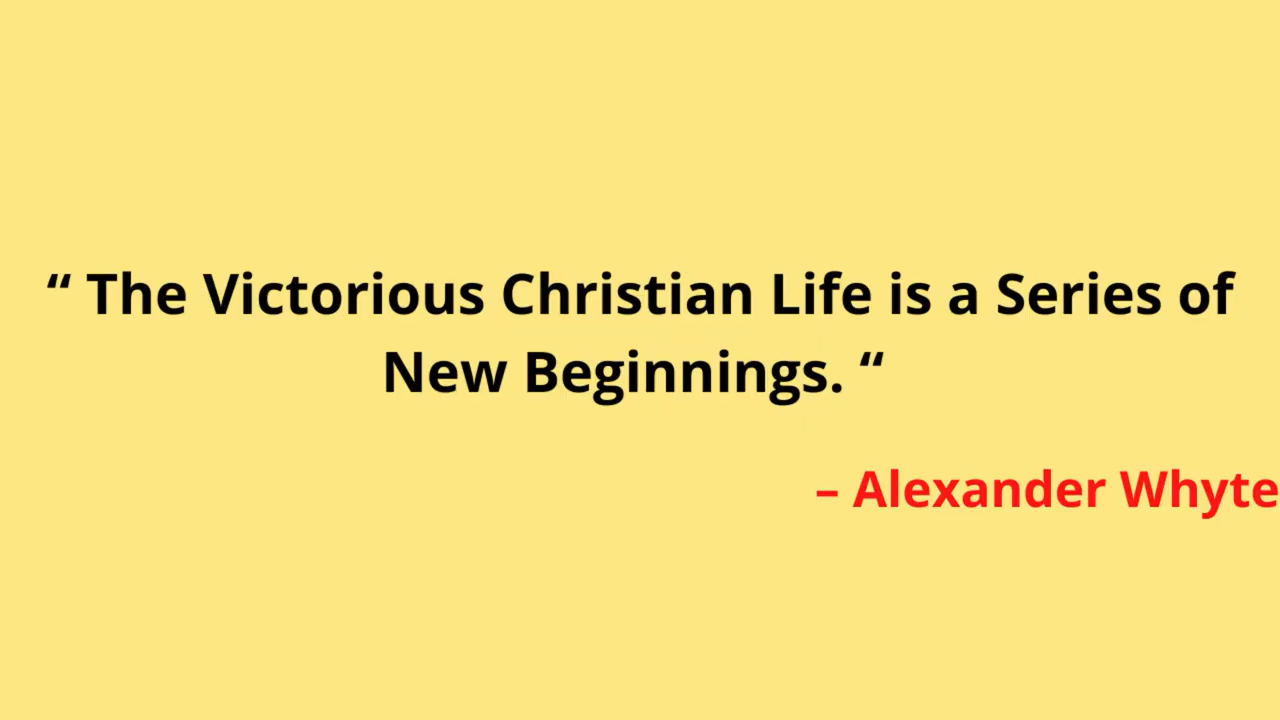 “ The Victorious Christian Life is a Series of
New Beginnings. “
– Alexander Whyte